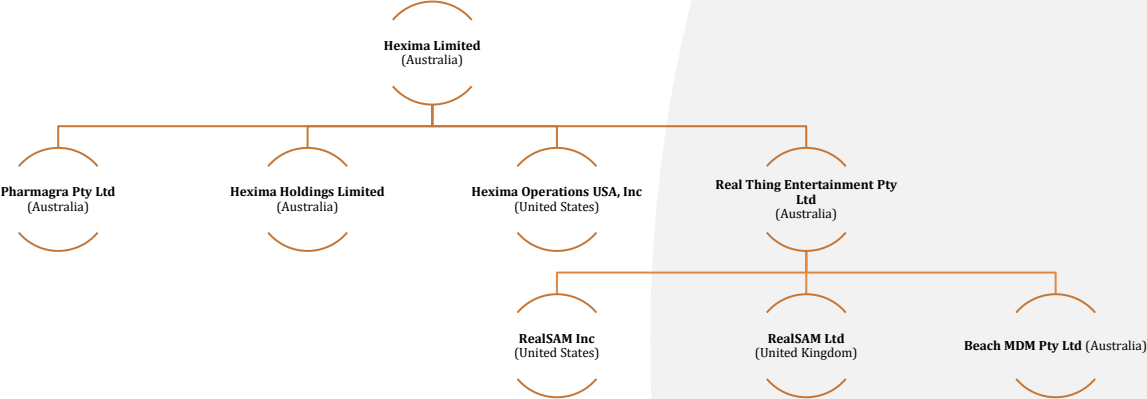 Hexima Limited
(Australia)
Pharmagra Pty Ltd
(Australia)
Hexima Holdings Limited
(Australia)
Hexima Operations USA, Inc
(United States)
Real Thing Entertainment Pty
Ltd
(Australia)
RealSAM Inc
(United States)
RealSAM Ltd
(United Kingdom)
Beach MDM Pty Ltd (Australia)